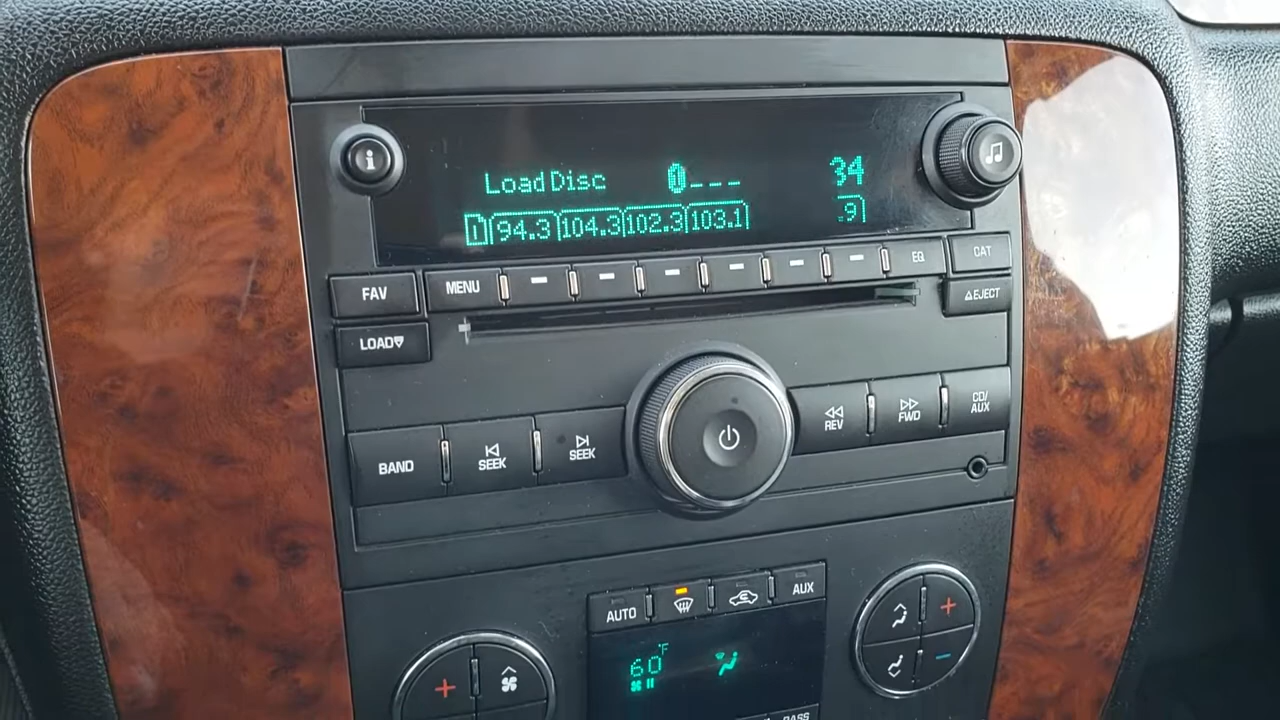 i
Load Disc 1 _ _ _ 34
1 94.3 104.3 102.3 103.1 9
FAV MENU EQ CAT
LOAD EJECT
BAND SEEK SEEK REV FWD CD/
AUX
AUTO AUX
60°F